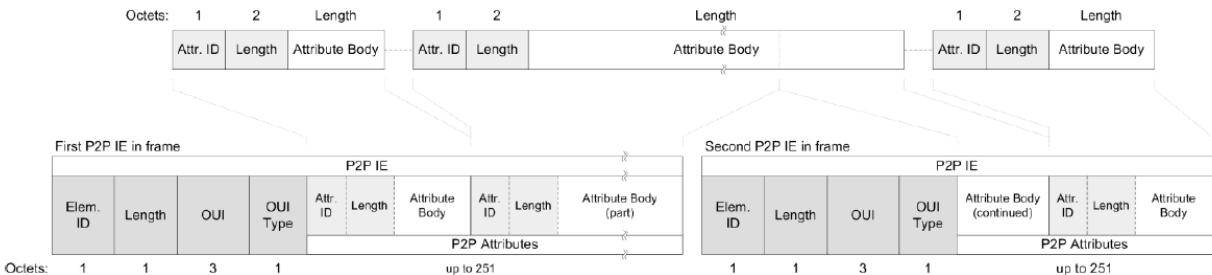 Octets: 1 2 Length 1 2 Length 1 2 Length
Attr. ID Length Attribute Body Attr. ID Length Attribute Body Attr. ID Length Attribute Body
First P2P IE in frame Second P2P IE in frame
P2P IE P2P IE
Elem. ID Length OUI OUI Type Attr. ID Length Attribute Body Attr. ID Length Attribute Body (part) Elem. ID Length OUI OUI Type Attribute Body (continued) Attr. ID Length Attribute Body
P2P Attributes P2P Attributes
Octets: 1 1 3 1 up to 251 1 1 3 1 up to 251